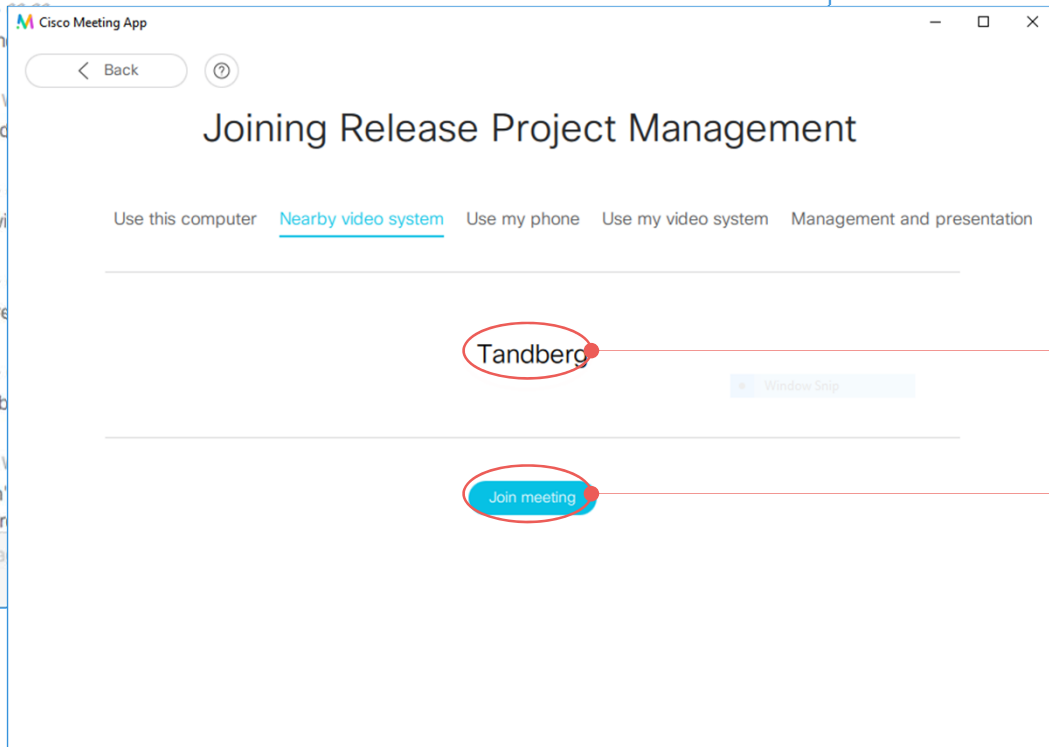 Cisco Meeting App
Back
Joining Release Project Management
Use this computer Nearby video system Use my phone Use my video system Management and presentation
Tandberg
Window Snip
Join meeting